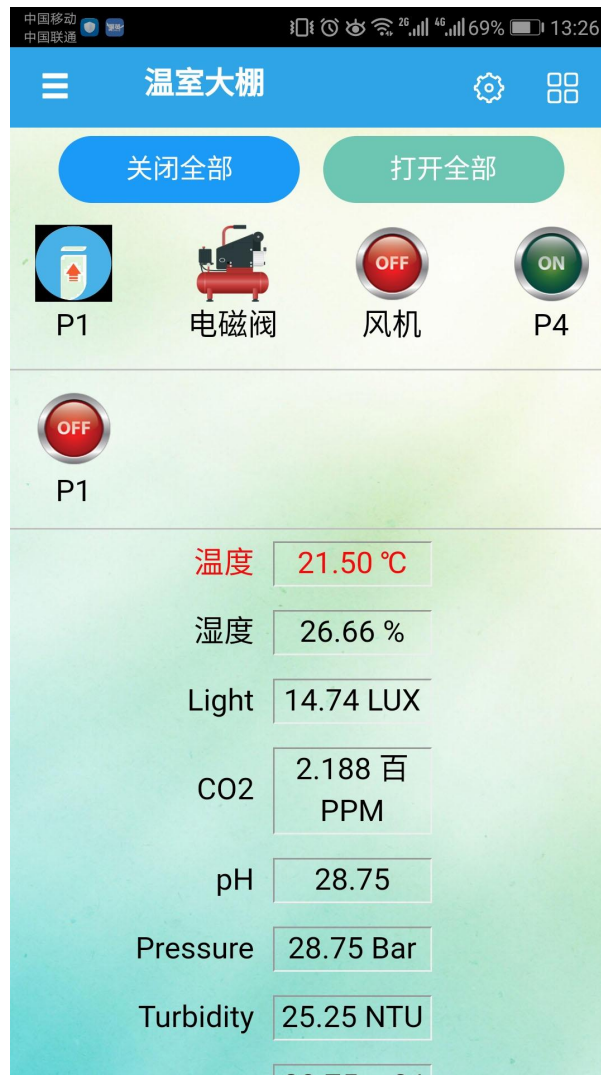 中国移动
中国联通
2G 4G 69% 13:26
温室大棚
关闭全部 打开全部
OFF ON
P1 电磁阀 风机 P4
OFF
P1
温度 21.50 ℃
湿度 26.66 %
Light 14.74 LUX
CO2 2.188 百
PPM
pH 28.75
Pressure 28.75 Bar
Turbidity 25.25 NTU